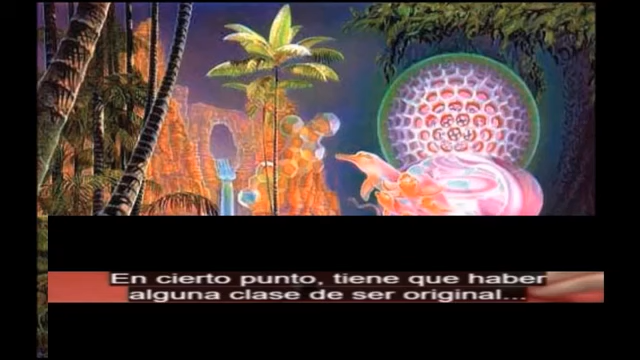 En cierto punto, tiene que haber
alguna clase de ser original...